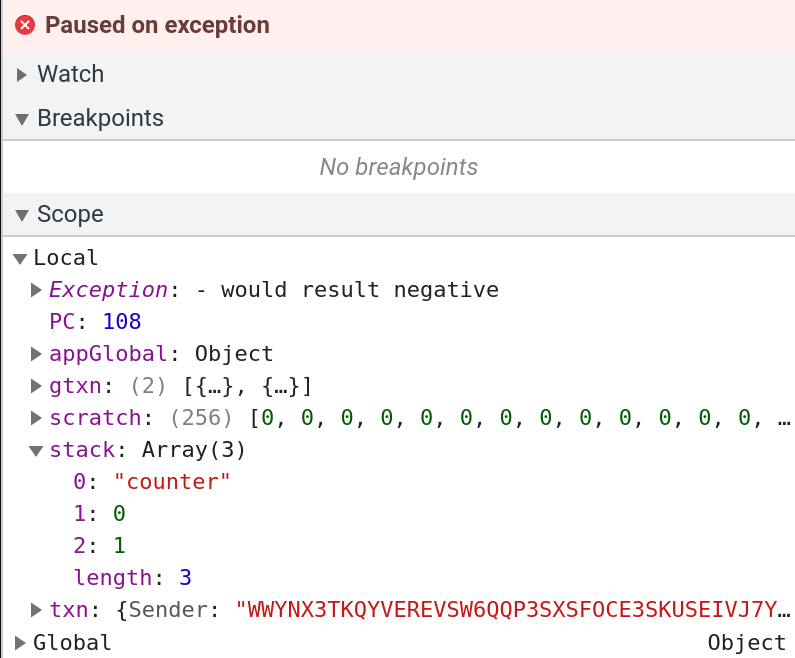 Paused on exception
Watch
Breakpoints
No breakpoints
Scope
Local
Exception: - would result negative
PC: 108
appGlobal: Object
gtxn: (2) [{…}, {…}]
scratch: (256) [0, 0, 0, 0, 0, 0, 0, 0, 0, 0, 0, 0, 0, …
stack: Array(3)
0: "counter"
1: 0
2: 1
length: 3
txn: {Sender: "WWYNX3TKQYVEREVSW6QQP3SXSFOCE3SKUSEIVJ7Y…
Global Object